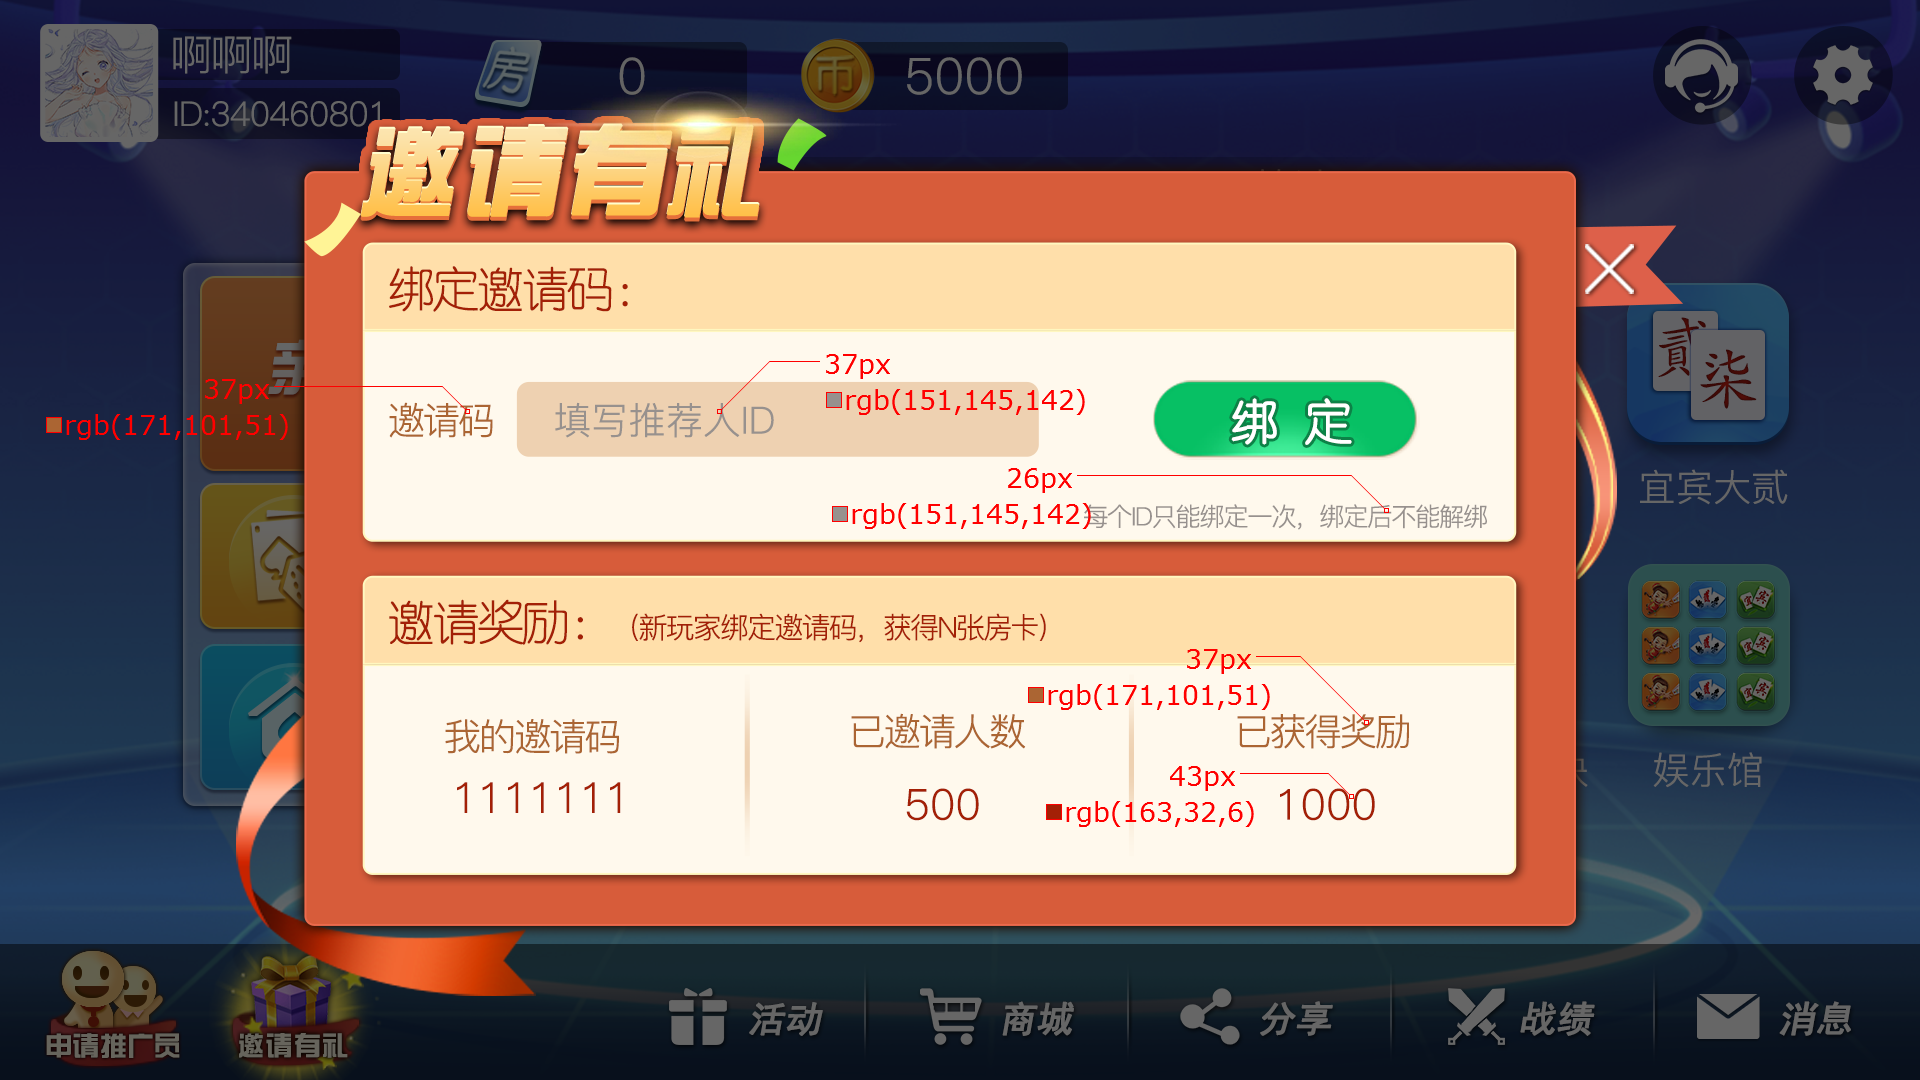 啊啊啊
ID:340460801
房
0
币
5000
邀请有礼
绑定邀请码：
37px
rgb(171,101,51)
37px
rgb(151,145,142)
邀请码
填写推荐人ID
绑 定
26px
rgb(151,145,142)
每个ID只能绑定一次，绑定后不能解绑
贰
柒
宜宾大贰
邀请奖励：
（新玩家绑定邀请码，获得N张房卡）
37px
rgb(171,101,51)
我的邀请码
已邀请人数
已获得奖励
43px
rgb(163,32,6)
1111111
500
1000
娱乐馆
申请推广员
邀请有礼
活动
商城
分享
战绩
消息